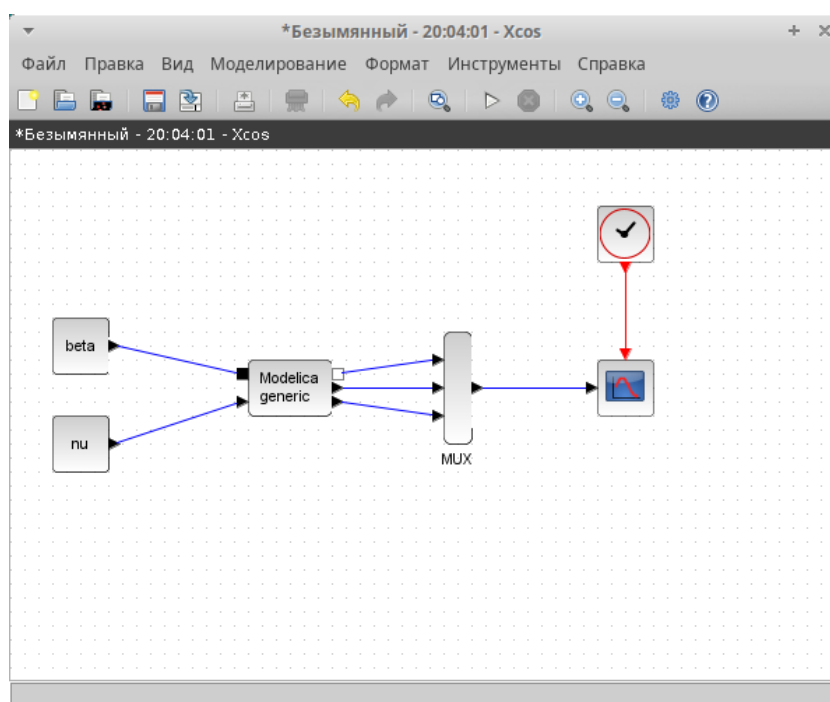 *Безымянный - 20:04:01 - Xcos
Файл Правка Вид Моделирование Формат Инструменты Справка
*Безымянный - 20:04:01 - Xcos
beta
Modelica
generic
nu
MUX